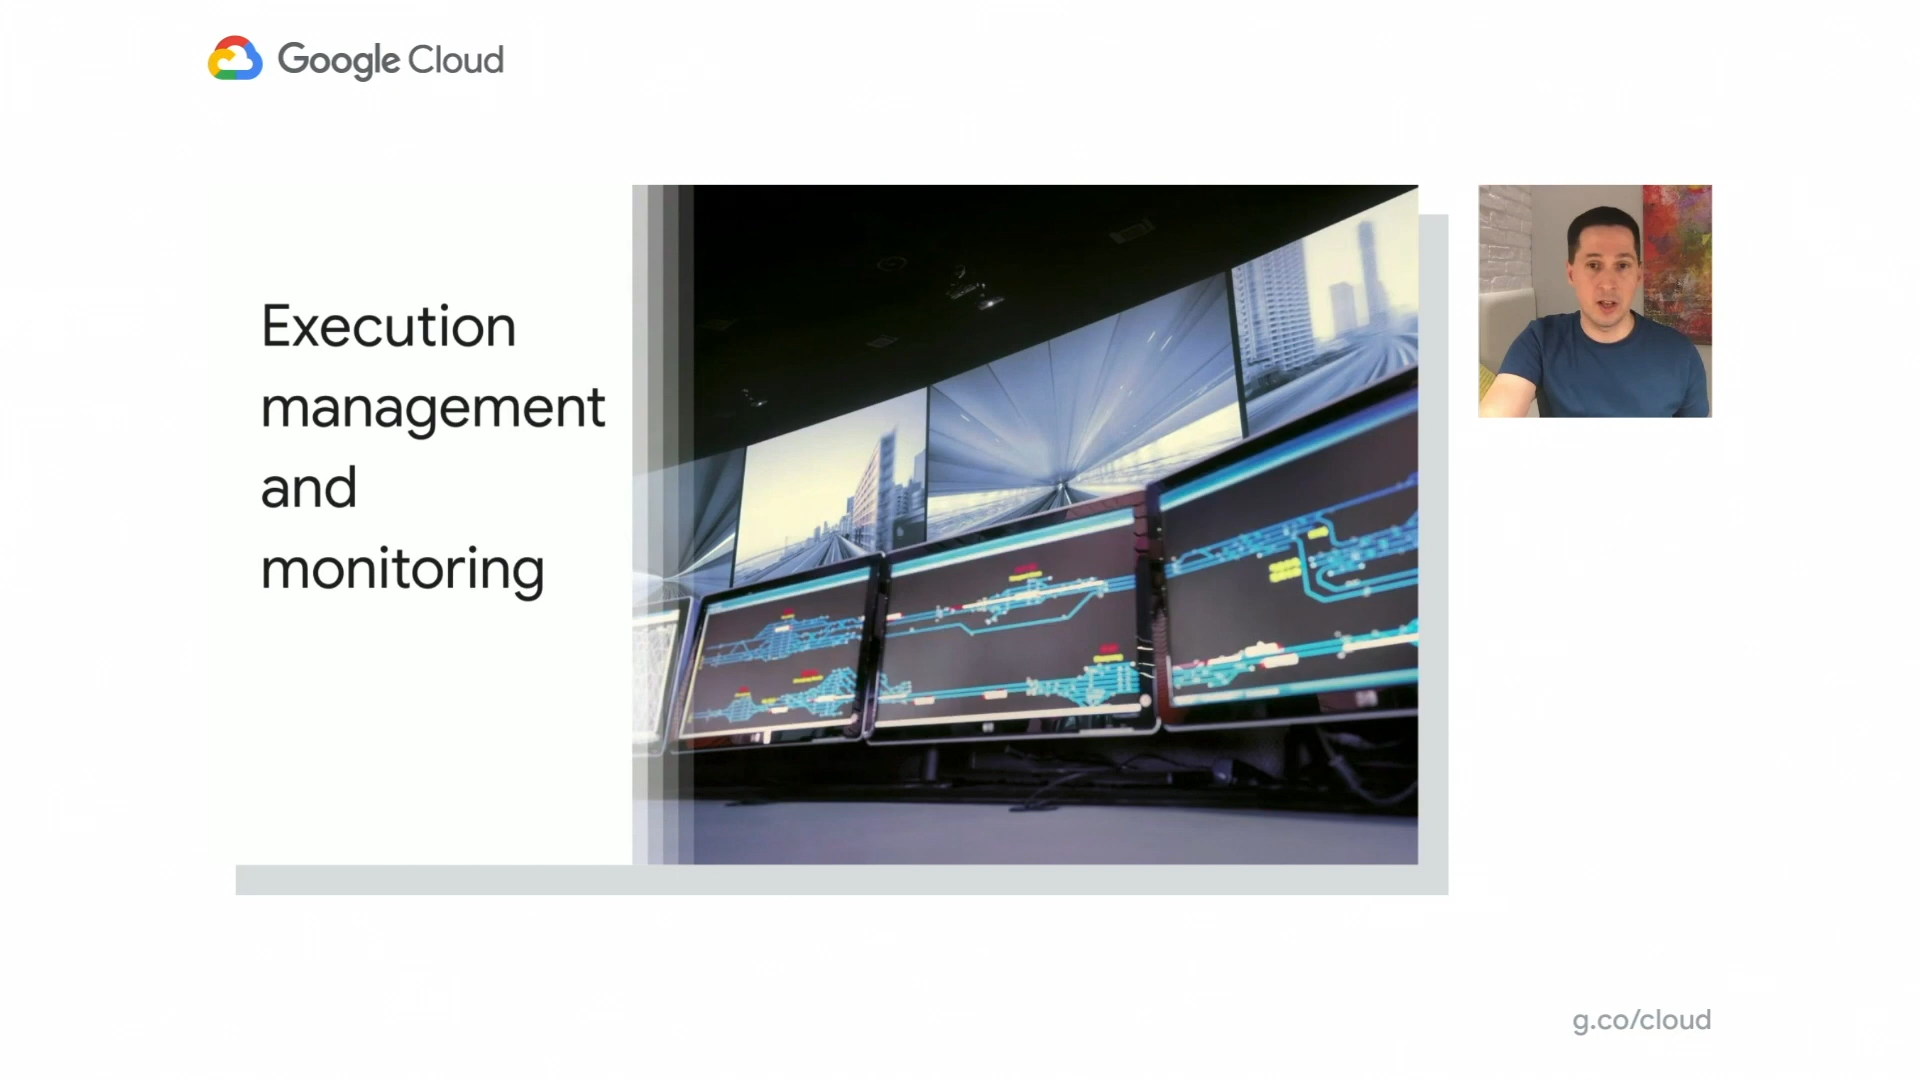 Google Cloud
Execution
management
and
monitoring
g.co/cloud